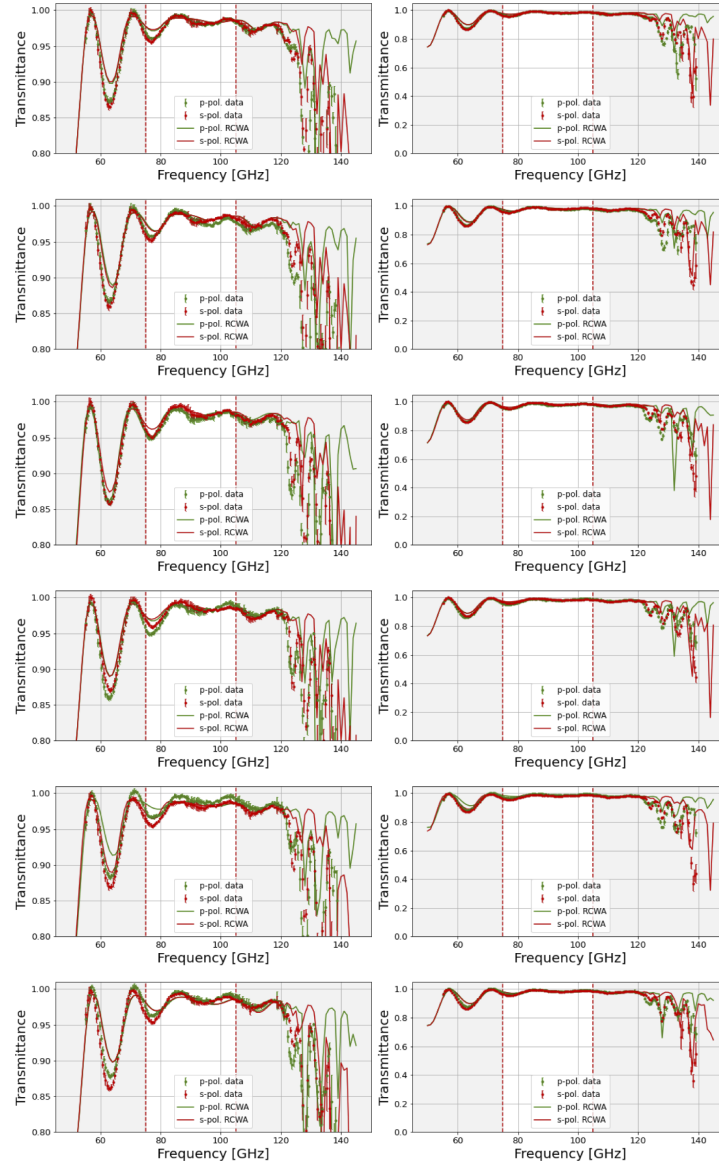 Transmittance
1.00
0.95
0.90
0.85
0.80
p-pol. data
s-pol. data
p-pol. RCWA
s-pol. RCWA
60 80 100 120 140
Frequency [GHz]
Transmittance
1.0
0.8
0.6
0.4
0.2
0.0
p-pol. data
s-pol. data
p-pol. RCWA
s-pol. RCWA
60 80 100 120 140
Frequency [GHz]
Transmittance
1.00
0.95
0.90
0.85
0.80
p-pol. data
s-pol. data
p-pol. RCWA
s-pol. RCWA
60 80 100 120 140
Frequency [GHz]
Transmittance
1.0
0.8
0.6
0.4
0.2
0.0
p-pol. data
s-pol. data
p-pol. RCWA
s-pol. RCWA
60 80 100 120 140
Frequency [GHz]
Transmittance
1.00
0.95
0.90
0.85
0.80
p-pol. data
s-pol. data
p-pol. RCWA
s-pol. RCWA
60 80 100 120 140
Frequency [GHz]
Transmittance
1.0
0.8
0.6
0.4
0.2
0.0
p-pol. data
s-pol. data
p-pol. RCWA
s-pol. RCWA
60 80 100 120 140
Frequency [GHz]
Transmittance
1.00
0.95
0.90
0.85
0.80
p-pol. data
s-pol. data
p-pol. RCWA
s-pol. RCWA
60 80 100 120 140
Frequency [GHz]
Transmittance
1.0
0.8
0.6
0.4
0.2
0.0
p-pol. data
s-pol. data
p-pol. RCWA
s-pol. RCWA
60 80 100 120 140
Frequency [GHz]
Transmittance
1.00
0.95
0.90
0.85
0.80
p-pol. data
s-pol. data
p-pol. RCWA
s-pol. RCWA
60 80 100 120 140
Frequency [GHz]
Transmittance
1.0
0.8
0.6
0.4
0.2
0.0
p-pol. data
s-pol. data
p-pol. RCWA
s-pol. RCWA
60 80 100 120 140
Frequency [GHz]
Transmittance
1.00
0.95
0.90
0.85
0.80
p-pol. data
s-pol. data
p-pol. RCWA
s-pol. RCWA
60 80 100 120 140
Frequency [GHz]
Transmittance
1.0
0.8
0.6
0.4
0.2
0.0
p-pol. data
s-pol. data
p-pol. RCWA
s-pol. RCWA
60 80 100 120 140
Frequency [GHz]